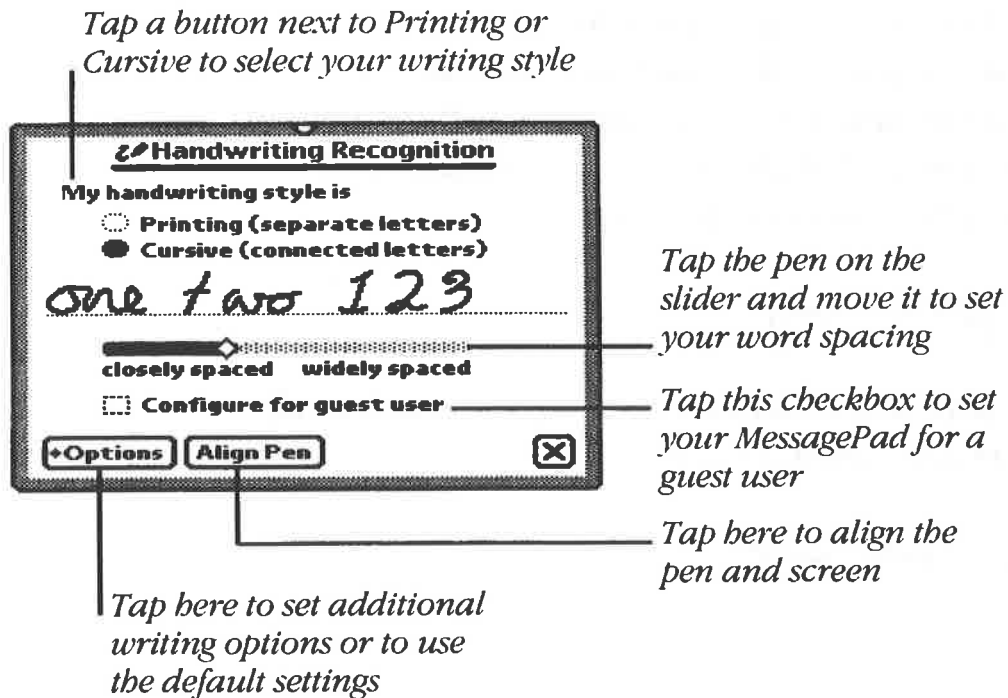 Tap a button next to Printing or
Cursive to select your writing style
Handwriting Recognition
My handwriting style is
Printing (separate letters)
Cursive (connected letters)
one two 123
closely spaced widely spaced
Configure for guest user
Options Align Pen
Tap the pen on the
slider and move it to set
your word spacing
Tap this checkbox to set
your MessagePad for a
guest user
Tap here to align the
pen and screen
Tap here to set additional
writing options or to use
the default settings